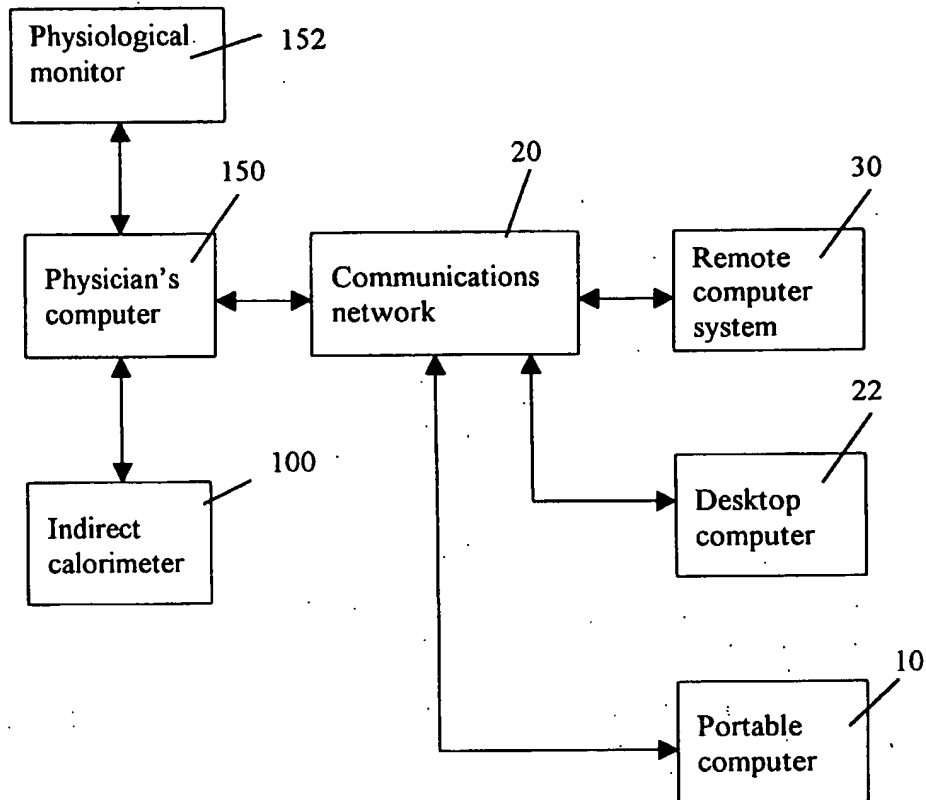 Physiological
monitor
152
150
20
30
Physician's
computer
Communications
network
Remote
computer
system
22
100
Indirect
calorimeter
Desktop
computer
10
Portable
computer